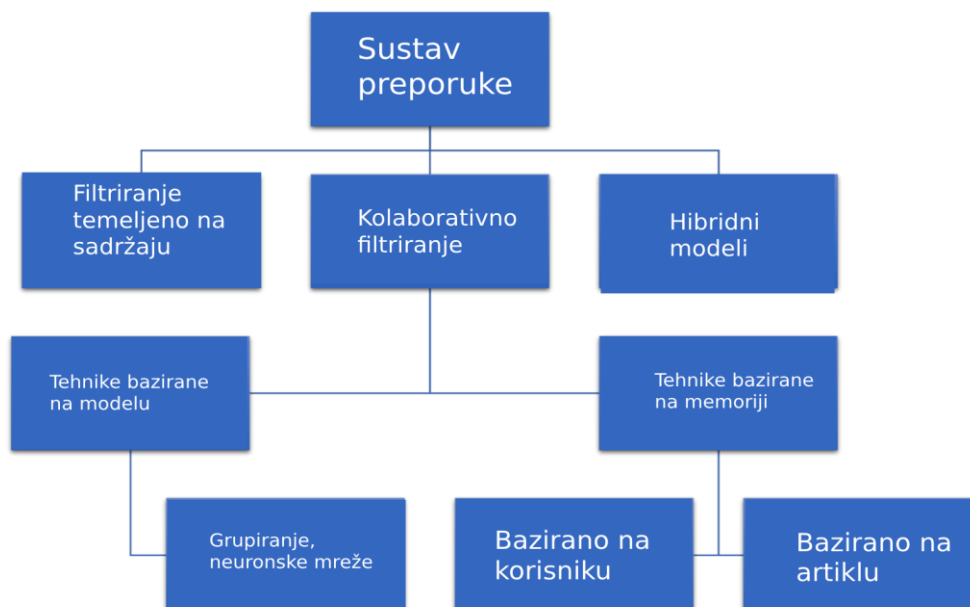 Sustav
preporuke
Filtriranje
temeljeno na
sadržaju
Kolaborativno
filtriranje
Hibridni
modeli
Tehnike bazirane
na modelu
Tehnike bazirane
na memoriji
Grupiranje,
neuronske mreže
Bazirano na
korisniku
Bazirano na
artiklu